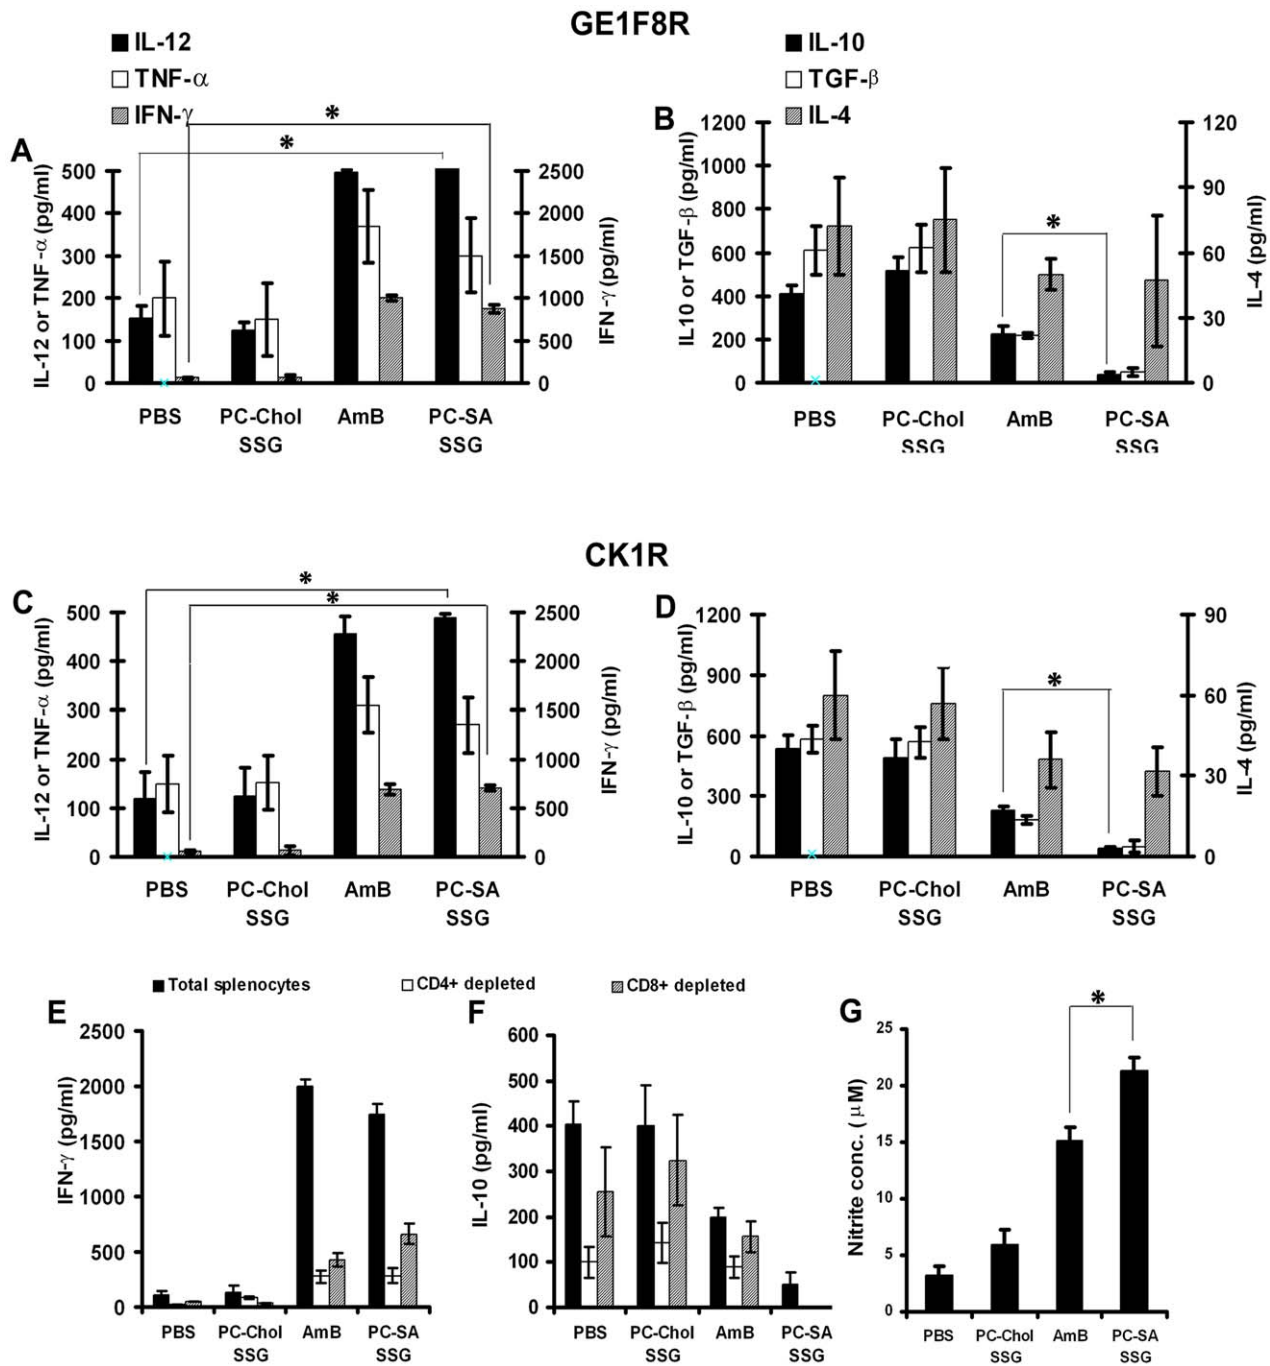 GE1F8R
IL-12
TNF-α
IFN-γ
IL-10
TGF-β
IL-4
A
*
*
IL-12 or TNF-α (pg/ml)
500
400
300
200
100
0
2500
2000
1500
1000
500
0
IFN-γ (pg/ml)
PBS
PC-Chol
SSG
AmB
PC-SA
SSG
B
IL10 or TGF-β (pg/ml)
1200
1000
800
600
400
200
0
*
120
90
60
30
0
IL-4 (pg/ml)
PBS
PC-Chol
SSG
AmB
PC-SA
SSG
CK1R
C
*
*
IL-12 or TNF-α (pg/ml)
500
400
300
200
100
0
2500
2000
1500
1000
500
0
IFN-γ (pg/ml)
PBS
PC-Chol
SSG
AmB
PC-SA
SSG
D
IL-10 or TGF-β (pg/ml)
1200
900
600
300
0
*
90
60
30
0
IL-4 (pg/ml)
PBS
PC-Chol
SSG
AmB
PC-SA
SSG
Total splenocytes
CD4+ depleted
CD8+ depleted
E
IFN-γ (pg/ml)
2500
2000
1500
1000
500
0
PBS
PC-Chol
SSG
AmB
PC-SA
SSG
F
IL-10 (pg/ml)
600
500
400
300
200
100
0
PBS
PC-Chol
SSG
AmB
PC-SA
SSG
G
*
Nitrite conc. (μM)
25
20
15
10
5
0
PBS
PC-Chol
SSG
AmB
PC-SA
SSG